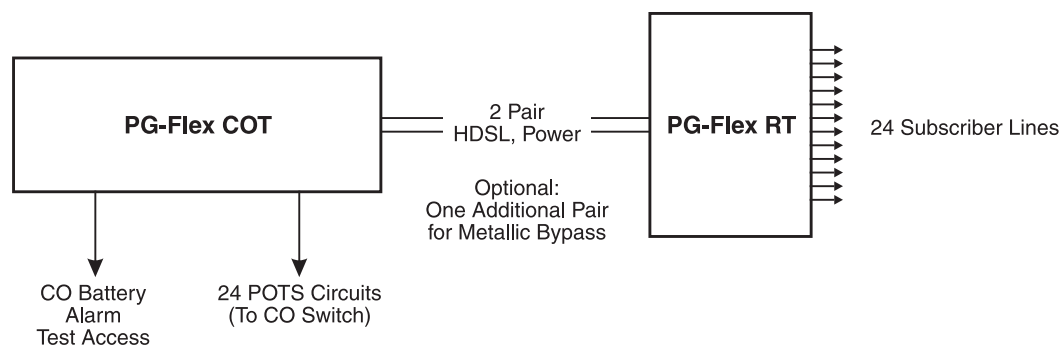 PG-Flex COT
2 Pair
HDSL, Power
PG-Flex RT
24 Subscriber Lines
Optional:
One Additional Pair
for Metallic Bypass
CO Battery
Alarm
Test Access
24 POTS Circuits
(To CO Switch)